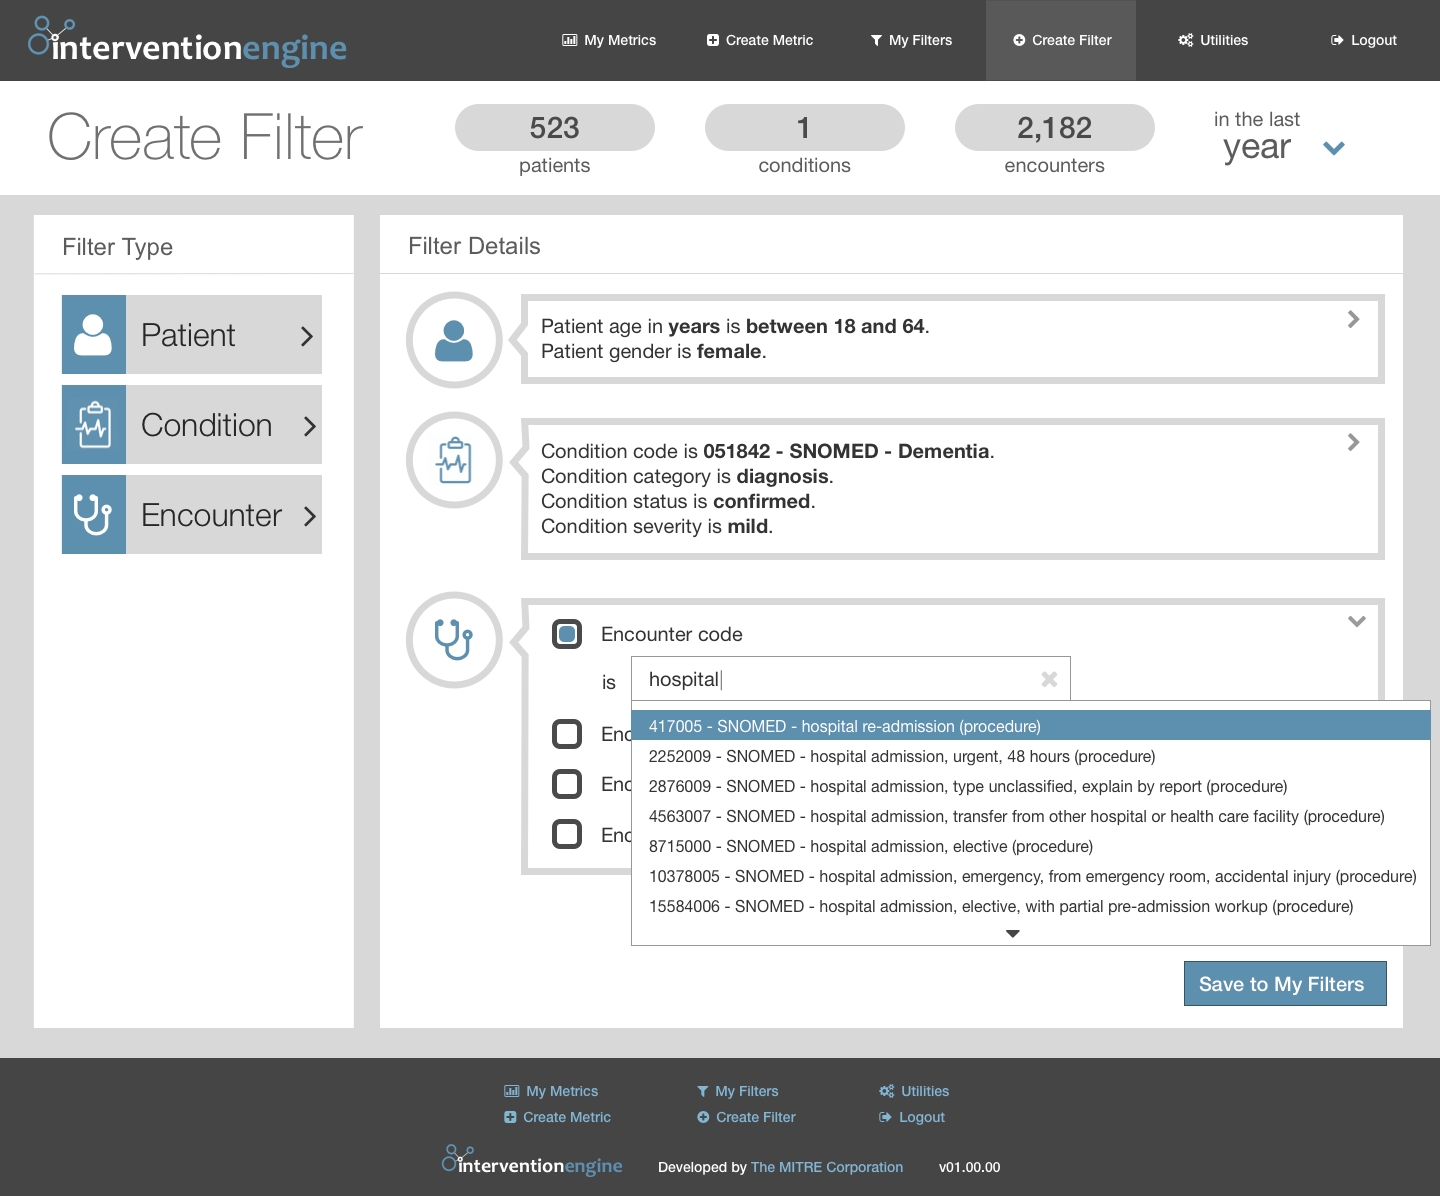 interventionengine
My Metrics
Create Metric
My Filters
Create Filter
Utilities
Logout
Create Filter
523
patients
1
conditions
2,182
encounters
in the last
year
Filter Type
Patient
Condition
Encounter
Filter Details
Patient age in years is between 18 and 64.
Patient gender is female.
Condition code is 051842 - SNOMED - Dementia.
Condition category is diagnosis.
Condition status is confirmed.
Condition severity is mild.
Encounter code
is
hospital
417005 - SNOMED - hospital re-admission (procedure)
2252009 - SNOMED - hospital admission, urgent, 48 hours (procedure)
2876009 - SNOMED - hospital admission, type unclassified, explain by report (procedure)
4563007 - SNOMED - hospital admission, transfer from other hospital or health care facility (procedure)
8715000 - SNOMED - hospital admission, elective (procedure)
10378005 - SNOMED - hospital admission, emergency, from emergency room, accidental injury (procedure)
15584006 - SNOMED - hospital admission, elective, with partial pre-admission workup (procedure)
Save to My Filters
My Metrics
My Filters
Utilities
Create Metric
Create Filter
Logout
interventionengine
Developed by The MITRE Corporation
v01.00.00